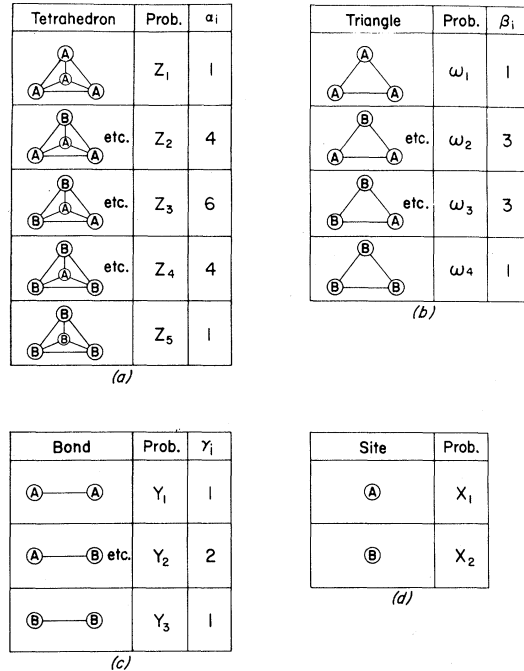 Tetrahedron Prob. αi
A A A A Z1 1
B A A A etc. Z2 4
B A B A etc. Z3 6
B A B B etc. Z4 4
B B B B Z5 1
(a)
Triangle Prob. βi
A A A ω1 1
B A A etc. ω2 3
B B A etc. ω3 3
B B B ω4 1
(b)
Bond Prob. γi
A A Y1 1
A B etc. Y2 2
B B Y3 1
(c)
Site Prob.
A X1
B X2
(d)